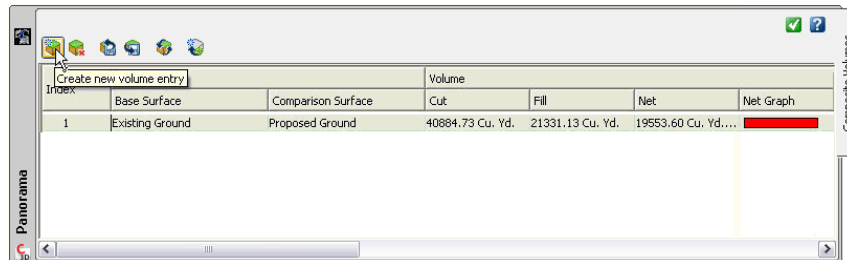 Create new volume entry
Index
Volume
Base Surface
Comparison Surface
Cut
Fill
Net
Net Graph
1
Existing Ground
Proposed Ground
40884.73 Cu. Yd.
21331.13 Cu. Yd.
19553.60 Cu. Yd....
Composite Volumes
Panorama